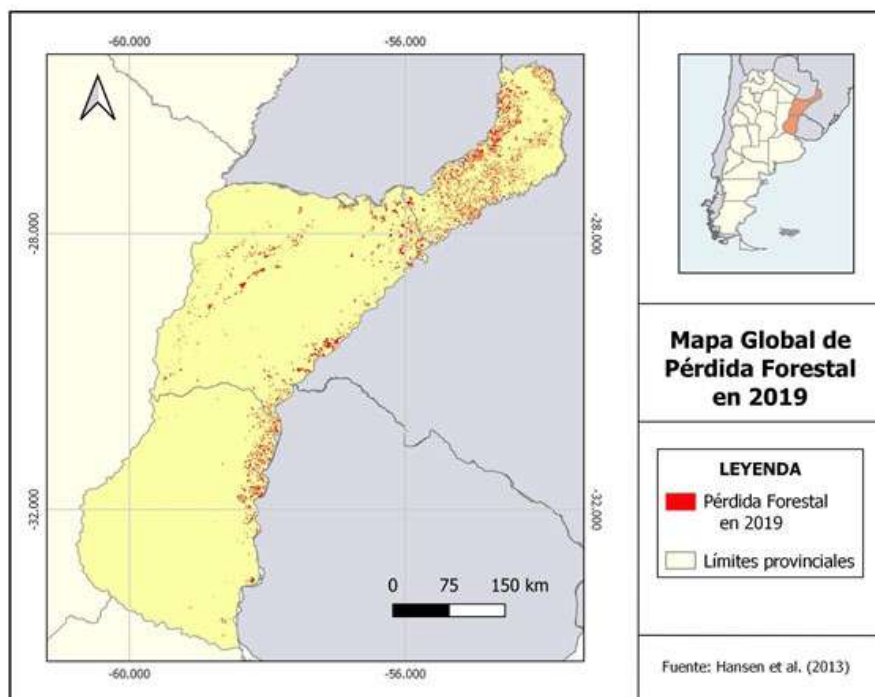 -60.000
-56.000
-28.000
-28.000
-32.000
-32.000
0 75 150 km
-60.000
-56.000
Mapa Global de
Pérdida Forestal
en 2019
LEYENDA
Pérdida Forestal
en 2019
Límites provinciales
Fuente: Hansen et al. (2013)